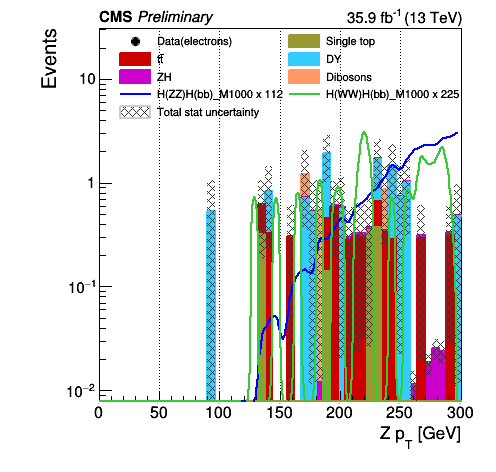 CMS Preliminary 35.9 fb⁻¹ (13 TeV)
Events
Data(electrons) Single top
tt̄ DY
ZH Dibosons
H(ZZ)H(bb)_M1000 x 112 H(WW)H(bb)_M1000 x 225
Total stat uncertainty
10
1
10⁻¹
10⁻²
0 50 100 150 200 250 300
Z p_T [GeV]